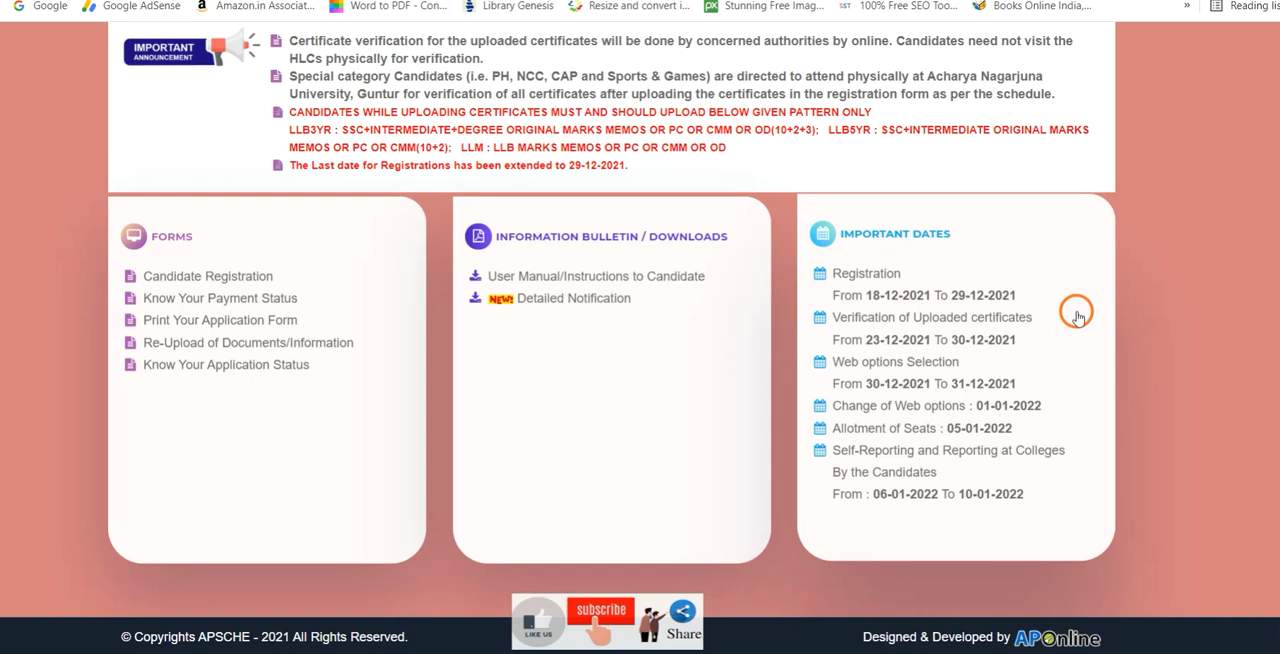 Google
Google AdSense
Amazon.in Associat...
Word to PDF - Con...
Library Genesis
Resize and convert i...
Stunning Free Imag...
100% Free SEO Too...
Books Online India,...
»
Reading lis
IMPORTANT
ANNOUNCEMENT
Certificate verification for the uploaded certificates will be done by concerned authorities by online. Candidates need not visit the
HLCs physically for verification.
Special category Candidates (i.e. PH, NCC, CAP and Sports & Games) are directed to attend physically at Acharya Nagarjuna
University, Guntur for verification of all certificates after uploading the certificates in the registration form as per the schedule.
CANDIDATES WHILE UPLOADING CERTIFICATES MUST AND SHOULD UPLOAD BELOW GIVEN PATTERN ONLY
LLB3YR : SSC+INTERMEDIATE+DEGREE ORIGINAL MARKS MEMOS OR PC OR CMM OR OD(10+2+3); LLB5YR : SSC+INTERMEDIATE ORIGINAL MARKS
MEMOS OR PC OR CMM(10+2); LLM : LLB MARKS MEMOS OR PC OR CMM OR OD
The Last date for Registrations has been extended to 29-12-2021.
FORMS
Candidate Registration
Know Your Payment Status
Print Your Application Form
Re-Upload of Documents/Information
Know Your Application Status
INFORMATION BULLETIN / DOWNLOADS
User Manual/Instructions to Candidate
NEW! Detailed Notification
IMPORTANT DATES
Registration
From 18-12-2021 To 29-12-2021
Verification of Uploaded certificates
From 23-12-2021 To 30-12-2021
Web options Selection
From 30-12-2021 To 31-12-2021
Change of Web options : 01-01-2022
Allotment of Seats : 05-01-2022
Self-Reporting and Reporting at Colleges
By the Candidates
From : 06-01-2022 To 10-01-2022
LIKE US
subscribe
Share
© Copyrights APSCHE - 2021 All Rights Reserved.
Designed & Developed by APOnline